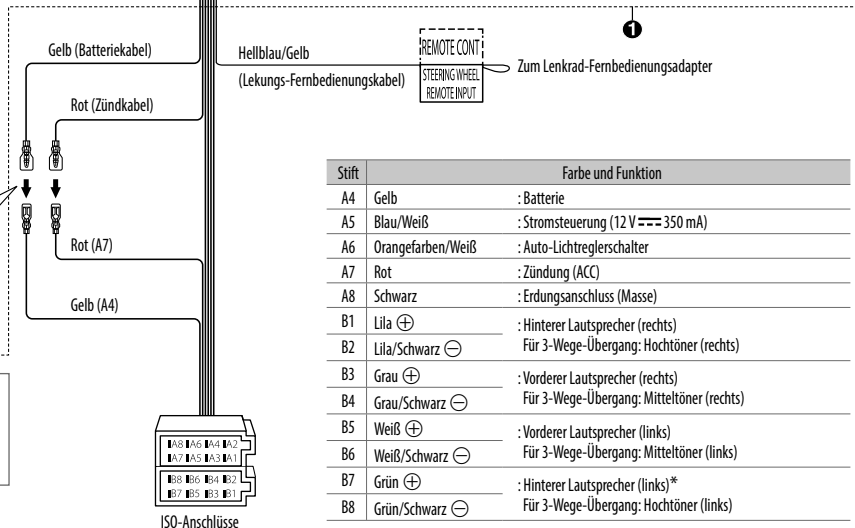 ❶
Gelb (Batteriekabel)
Hellblau/Gelb
(Lekungs-Fernbedienungskabel)
REMOTE CONT
STEERING WHEEL
REMOTE INPUT
Zum Lenkrad-Fernbedienungsadapter
Rot (Zündkabel)
Rot (A7)
Gelb (A4)
A8 A6 A4 A2
A7 A5 A3 A1
B8 B6 B4 B2
B7 B5 B3 B1
ISO-Anschlüsse
Stift Farbe und Funktion
A4 Gelb : Batterie
A5 Blau/Weiß : Stromsteuerung (12 V ⎓ 350 mA)
A6 Orangefarben/Weiß : Auto-Lichtreglerschalter
A7 Rot : Zündung (ACC)
A8 Schwarz : Erdungsanschluss (Masse)
B1 Lila ⊕ : Hinterer Lautsprecher (rechts)
B2 Lila/Schwarz ⊖ Für 3-Wege-Übergang: Hochtöner (rechts)
B3 Grau ⊕ : Vorderer Lautsprecher (rechts)
B4 Grau/Schwarz ⊖ Für 3-Wege-Übergang: Mitteltöner (rechts)
B5 Weiß ⊕ : Vorderer Lautsprecher (links)
B6 Weiß/Schwarz ⊖ Für 3-Wege-Übergang: Mitteltöner (links)
B7 Grün ⊕ : Hinterer Lautsprecher (links)*
B8 Grün/Schwarz ⊖ Für 3-Wege-Übergang: Hochtöner (links)